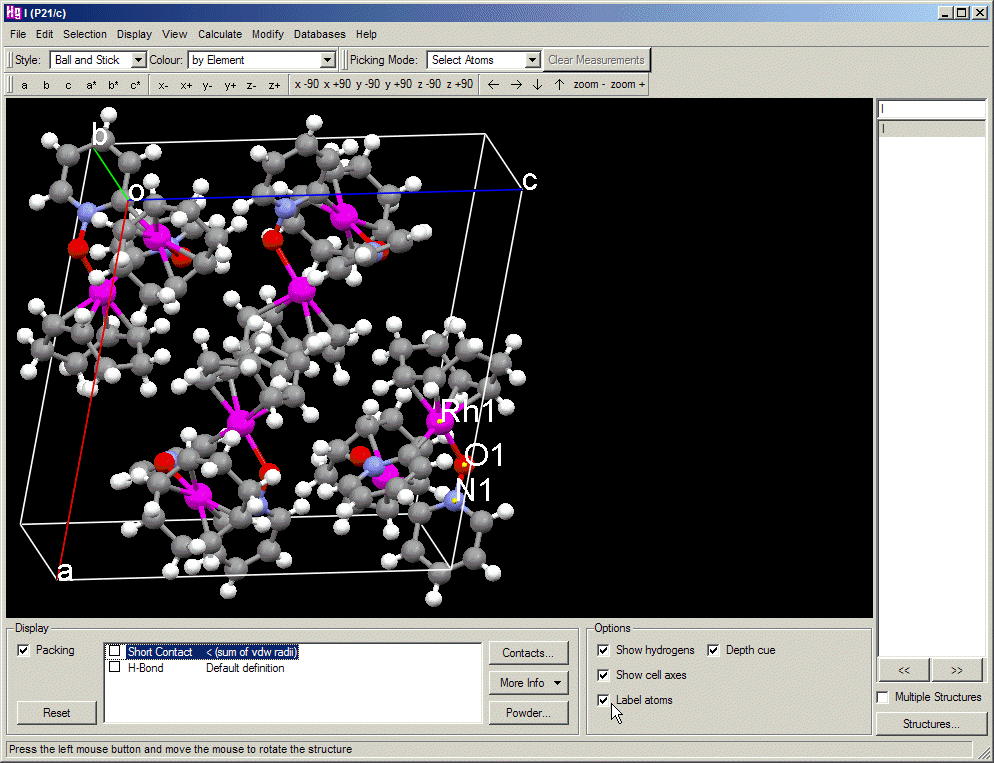 Hg I (P21/c)
File Edit Selection Display View Calculate Modify Databases Help
Style: Ball and Stick Colour: by Element Picking Mode: Select Atoms Clear Measurements
a b c a* b* c* x- x+ y- y+ z- z+ x -90 x +90 y -90 y +90 z -90 z +90 ← → ↓ ↑ zoom - zoom +
b
c
o
Rh1
O1
N1
a
I
I
<< >>
Multiple Structures
Structures...
Display
Packing
Short Contact < (sum of vdw radii)
H-Bond Default definition
Contacts...
More Info
Powder...
Reset
Options
Show hydrogens Depth cue
Show cell axes
Label atoms
Press the left mouse button and move the mouse to rotate the structure